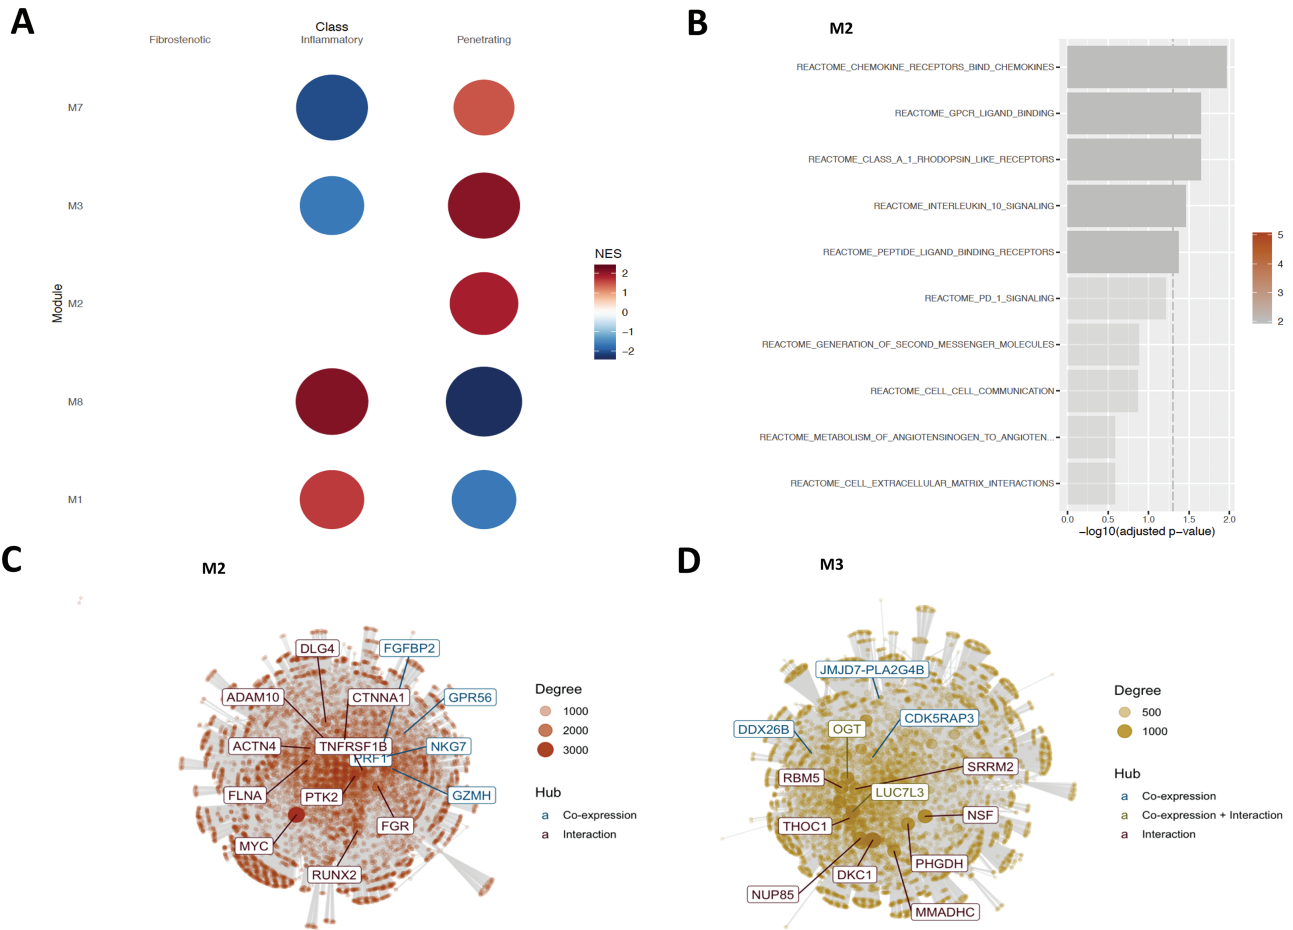 A
Class
Fibrostenotic
Inflammatory
Penetrating
M7
M3
M2
M8
M1
Module
NES
2
1
0
−1
−2
B
M2
REACTOME_CHEMOKINE_RECEPTORS_BIND_CHEMOKINES
REACTOME_GPCR_LIGAND_BINDING
REACTOME_CLASS_A_1_RHODOPSIN_LIKE_RECEPTORS
REACTOME_INTERLEUKIN_10_SIGNALING
REACTOME_PEPTIDE_LIGAND_BINDING_RECEPTORS
REACTOME_PD_1_SIGNALING
REACTOME_GENERATION_OF_SECOND_MESSENGER_MOLECULES
REACTOME_CELL_CELL_COMMUNICATION
REACTOME_METABOLISM_OF_ANGIOTENSINOGEN_TO_ANGIOTEN...
REACTOME_CELL_EXTRACELLULAR_MATRIX_INTERACTIONS
0.0 0.5 1.0 1.5 2.0
−log10(adjusted p−value)
5
4
3
2
C
M2
DLG4
FGFBP2
ADAM10
CTNNA1
GPR56
ACTN4
TNFRSF1B
NKG7
PRF1
FLNA
PTK2
GZMH
FGR
MYC
RUNX2
Degree
1000
2000
3000
Hub
a Co−expression
a Interaction
D
M3
JMJD7-PLA2G4B
CDK5RAP3
DDX26B
OGT
SRRM2
RBM5
LUC7L3
THOC1
NSF
PHGDH
DKC1
NUP85
MMADHC
Degree
500
1000
Hub
a Co−expression
a Co−expression + Interaction
a Interaction